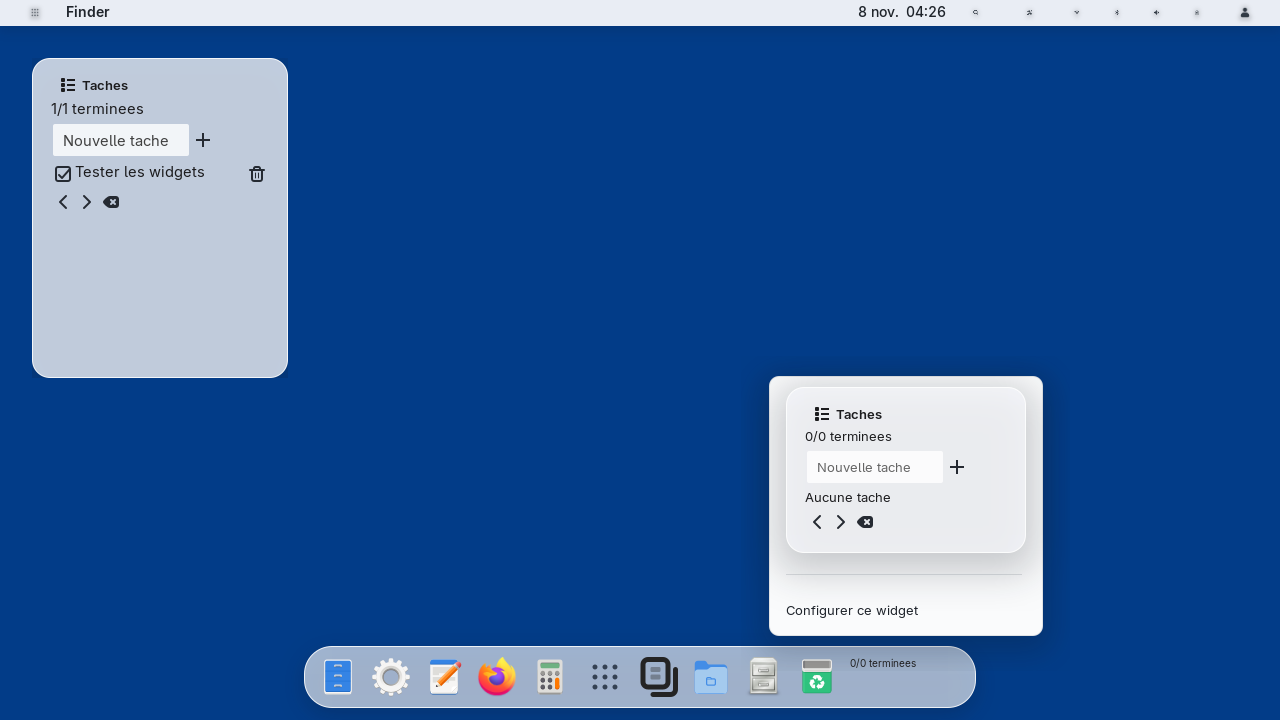 Finder
8 nov. 04:26
Taches
1/1 terminees
Nouvelle tache
Tester les widgets
Taches
0/0 terminees
Nouvelle tache
Aucune tache
Configurer ce widget
0/0 terminees